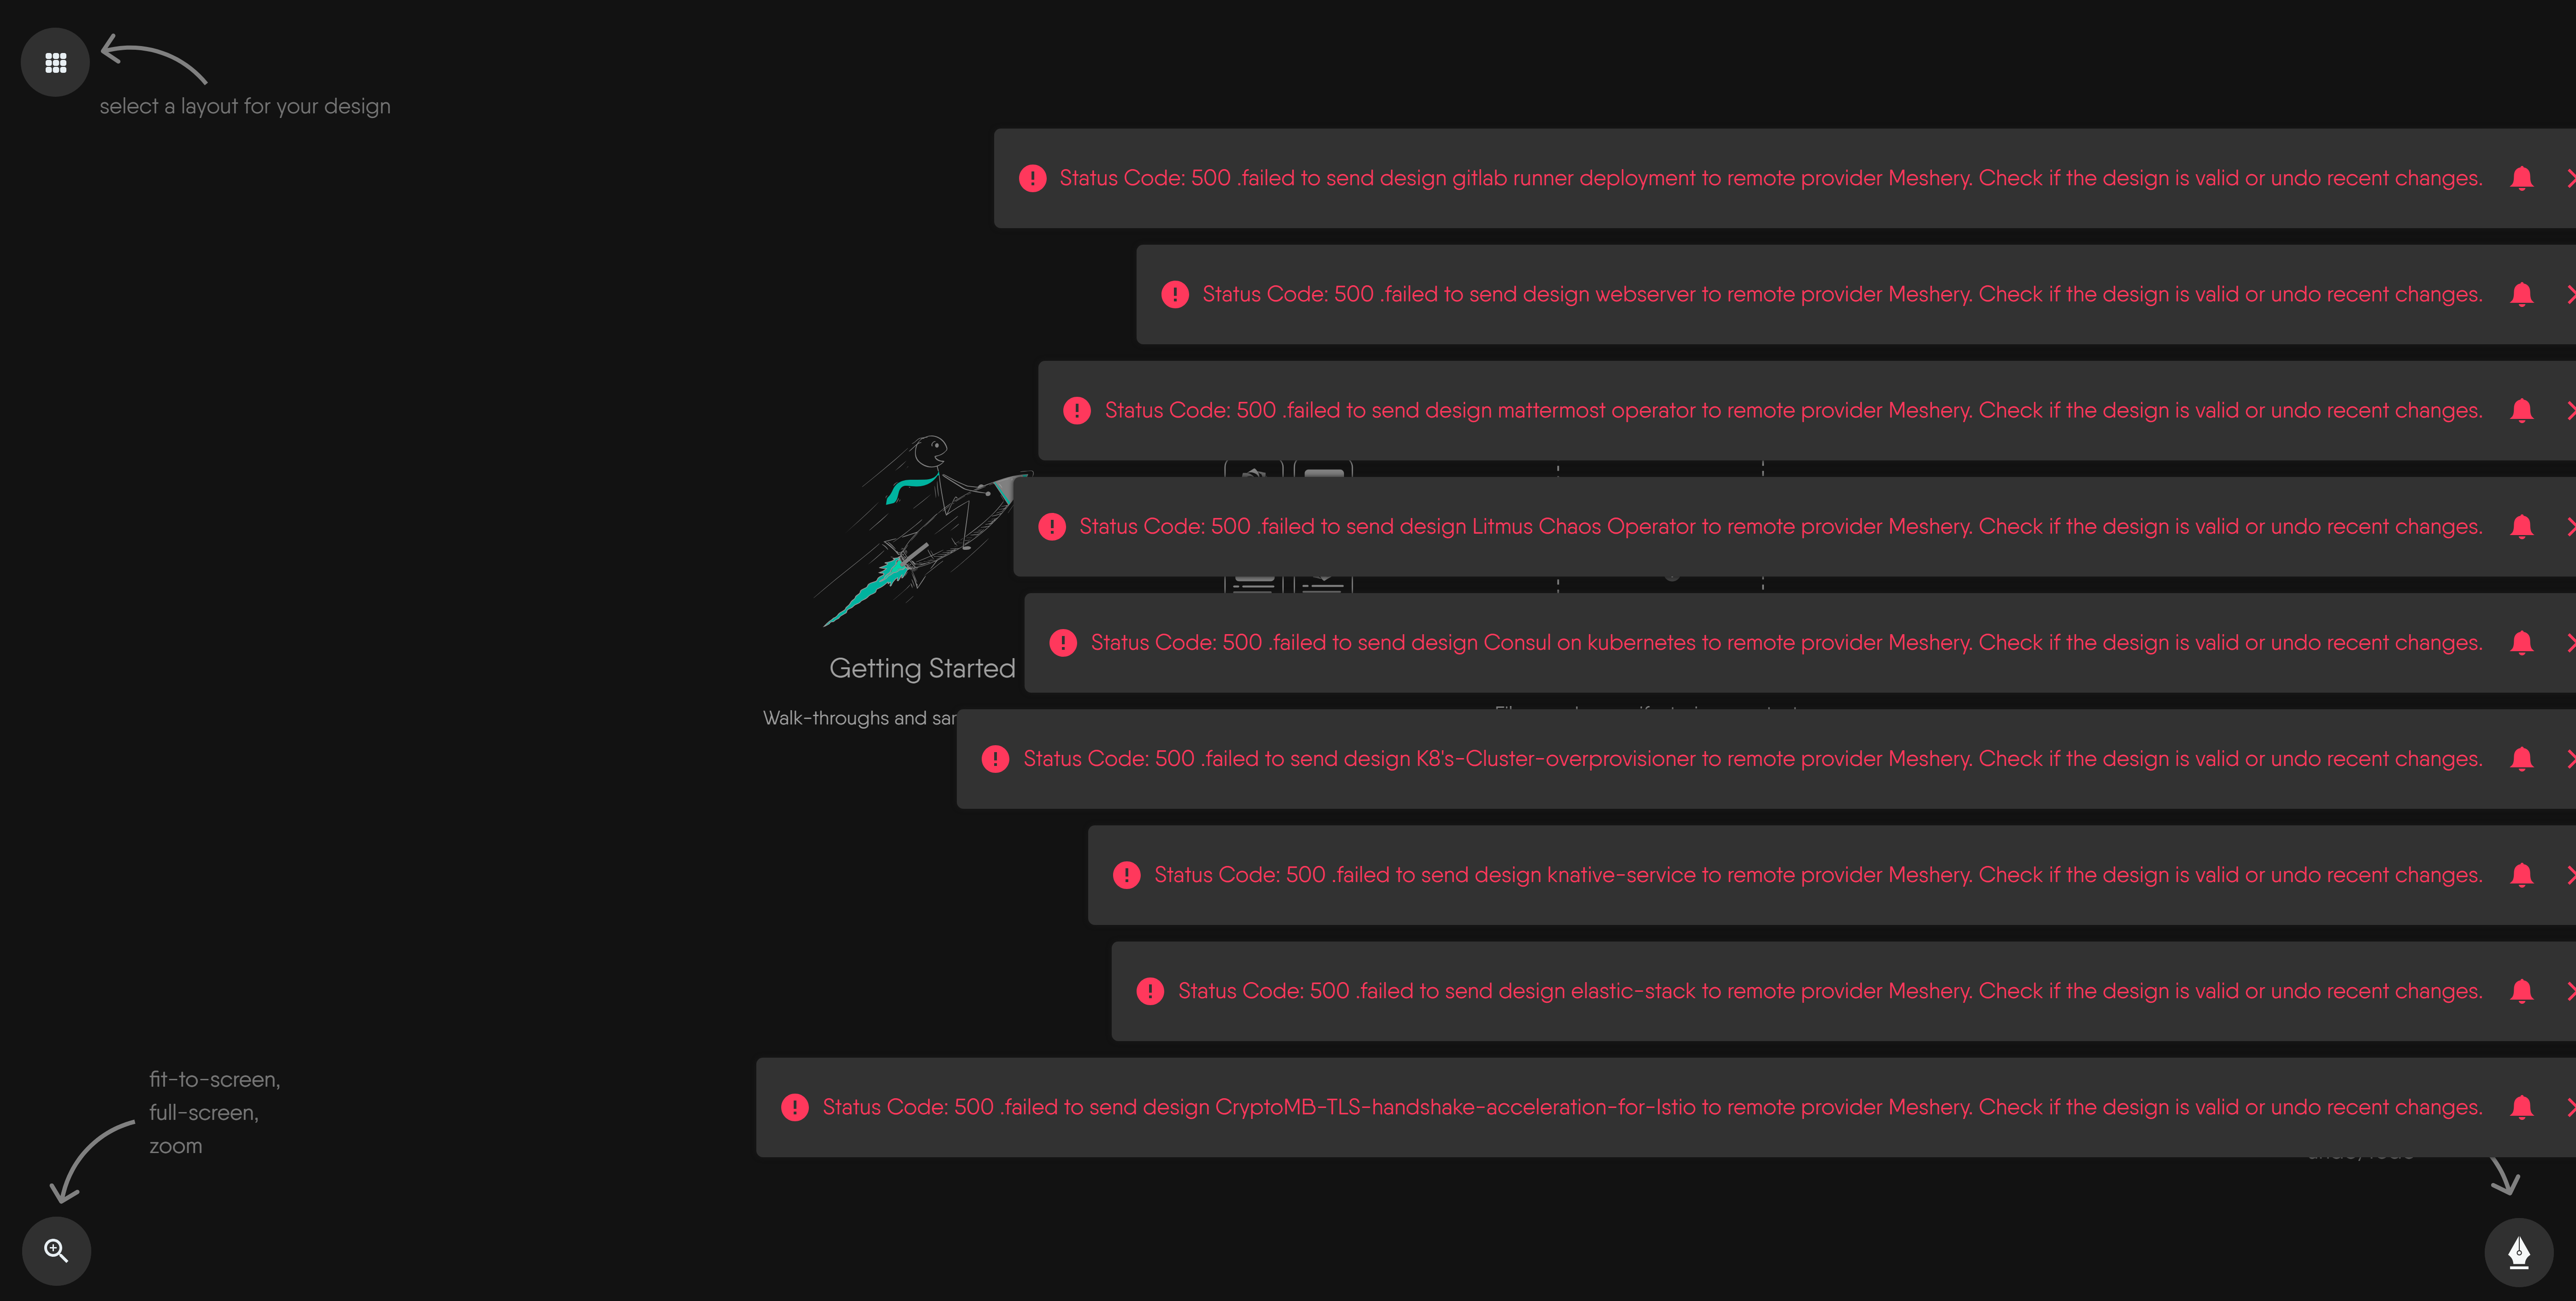 select a layout for your design
Status Code: 500 .failed to send design gitlab runner deployment to remote provider Meshery. Check if the design is valid or undo recent changes.
Status Code: 500 .failed to send design webserver to remote provider Meshery. Check if the design is valid or undo recent changes.
Status Code: 500 .failed to send design mattermost operator to remote provider Meshery. Check if the design is valid or undo recent changes.
Status Code: 500 .failed to send design Litmus Chaos Operator to remote provider Meshery. Check if the design is valid or undo recent changes.
Status Code: 500 .failed to send design Consul on kubernetes to remote provider Meshery. Check if the design is valid or undo recent changes.
Getting Started
Walk-throughs and
Status Code: 500 .failed to send design K8's-Cluster-overprovisioner to remote provider Meshery. Check if the design is valid or undo recent changes.
Status Code: 500 .failed to send design knative-service to remote provider Meshery. Check if the design is valid or undo recent changes.
Status Code: 500 .failed to send design elastic-stack to remote provider Meshery. Check if the design is valid or undo recent changes.
Status Code: 500 .failed to send design CryptoMB-TLS-handshake-acceleration-for-Istio to remote provider Meshery. Check if the design is valid or undo recent changes.
fit-to-screen,
full-screen,
zoom